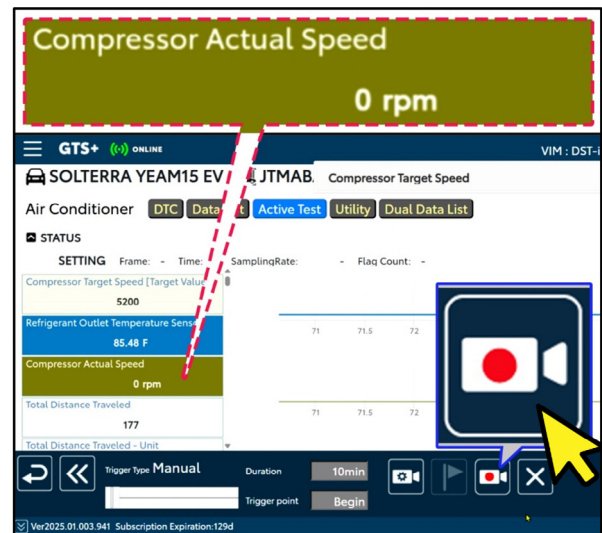 Compressor Actual Speed
0 rpm
GTS+ ONLINE
VIM : DST-i
SOLTERRA YEAM15 EV
JTMAB.
Compressor Target Speed
Air Conditioner DTC Data Active Test Utility Dual Data List
STATUS
SETTING Frame: - Time: SamplingRate: - Flag Count: -
Compressor Target Speed [Target Value
5200
Refrigerant Outlet Temperature Sens
85.48 F
71 71.5 72
Compressor Actual Speed
0 rpm
Total Distance Traveled
177
71 71.5 72
Total Distance Traveled - Unit
Trigger Type Manual
Duration 10min
Trigger point Begin
Ver2025.01.003.941 Subscription Expiration:129d